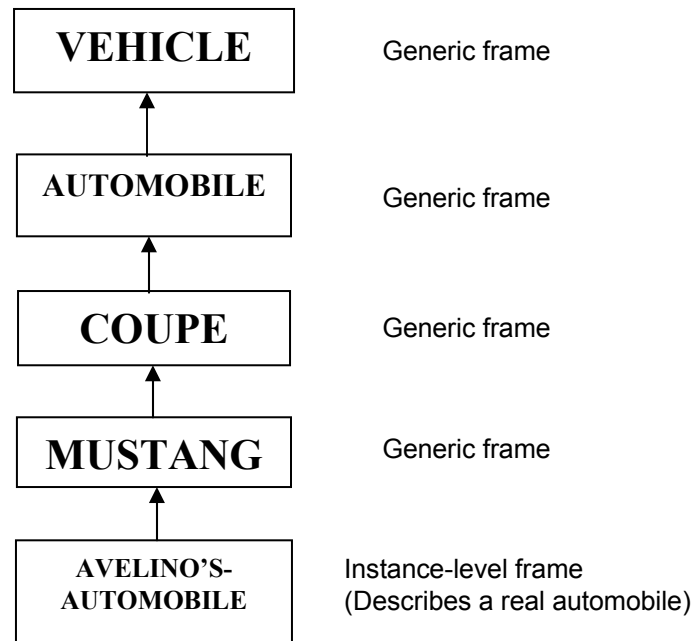 VEHICLE Generic frame
AUTOMOBILE Generic frame
COUPE Generic frame
MUSTANG Generic frame
AVELINO’S- Instance-level frame
AUTOMOBILE (Describes a real automobile)